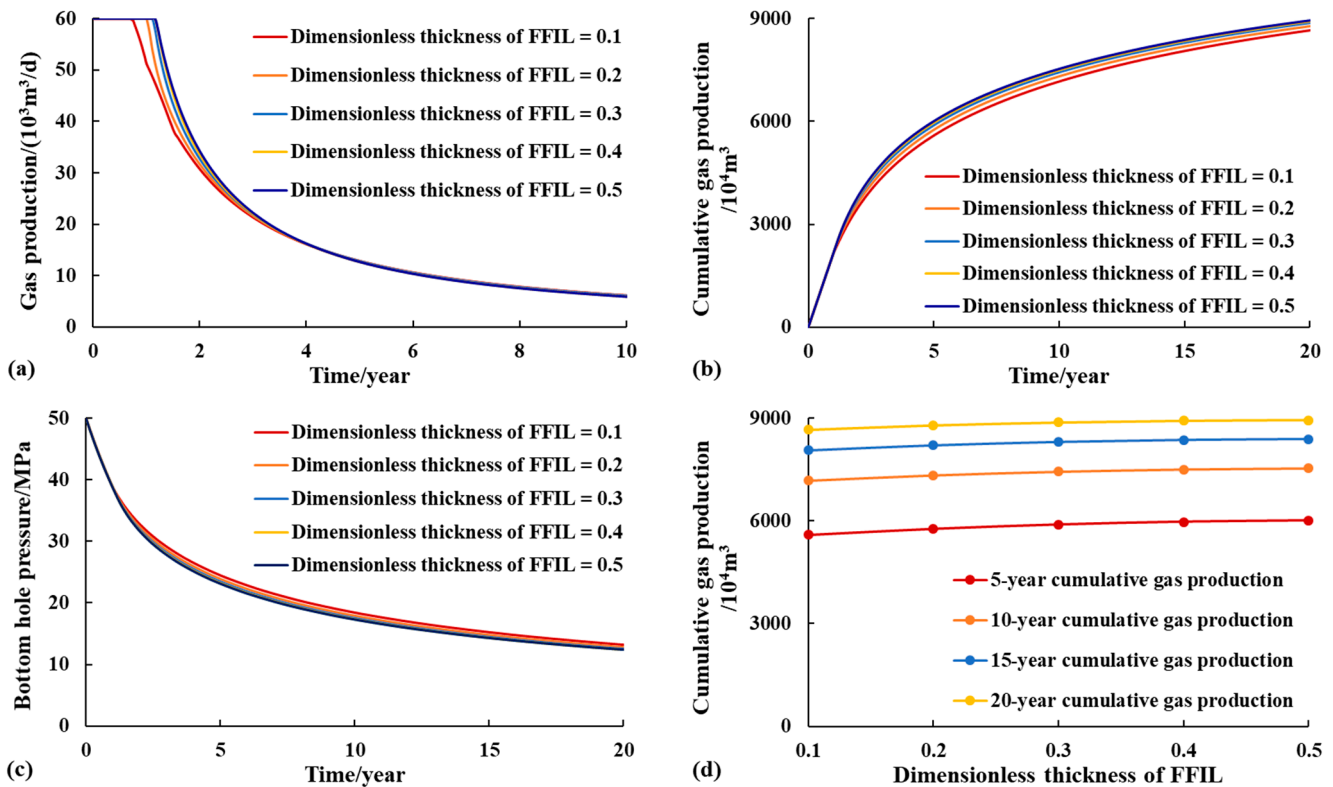 60
50
40
30
20
10
0
Gas production/(10³m³/d)
Dimensionless thickness of FFIL = 0.1
Dimensionless thickness of FFIL = 0.2
Dimensionless thickness of FFIL = 0.3
Dimensionless thickness of FFIL = 0.4
Dimensionless thickness of FFIL = 0.5
0 2 4 6 8 10
(a)
Time/year
9000
6000
3000
0
Cumulative gas production
/10⁴m³
Dimensionless thickness of FFIL = 0.1
Dimensionless thickness of FFIL = 0.2
Dimensionless thickness of FFIL = 0.3
Dimensionless thickness of FFIL = 0.4
Dimensionless thickness of FFIL = 0.5
0 5 10 15 20
(b)
Time/year
50
40
30
20
10
0
Bottom hole pressure/MPa
Dimensionless thickness of FFIL = 0.1
Dimensionless thickness of FFIL = 0.2
Dimensionless thickness of FFIL = 0.3
Dimensionless thickness of FFIL = 0.4
Dimensionless thickness of FFIL = 0.5
0 5 10 15 20
(c)
Time/year
9000
6000
3000
0
Cumulative gas production
/10⁴m³
5-year cumulative gas production
10-year cumulative gas production
15-year cumulative gas production
20-year cumulative gas production
0.1 0.2 0.3 0.4 0.5
(d)
Dimensionless thickness of FFIL